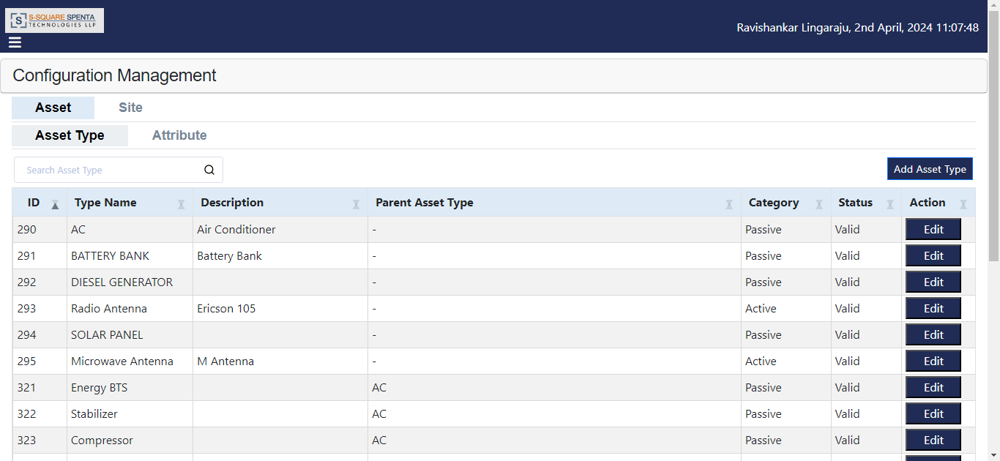 S S-SQUARE SPENTA
TECHNOLOGIES LLP
Ravishankar Lingaraju, 2nd April, 2024 11:07:48
Configuration Management
Asset Site
Asset Type Attribute
Search Asset Type Add Asset Type
ID Type Name Description Parent Asset Type Category Status Action
290 AC Air Conditioner - Passive Valid Edit
291 BATTERY BANK Battery Bank - Passive Valid Edit
292 DIESEL GENERATOR - Passive Valid Edit
293 Radio Antenna Ericson 105 - Active Valid Edit
294 SOLAR PANEL - Passive Valid Edit
295 Microwave Antenna M Antenna - Active Valid Edit
321 Energy BTS AC Passive Valid Edit
322 Stabilizer AC Passive Valid Edit
323 Compressor AC Passive Valid Edit